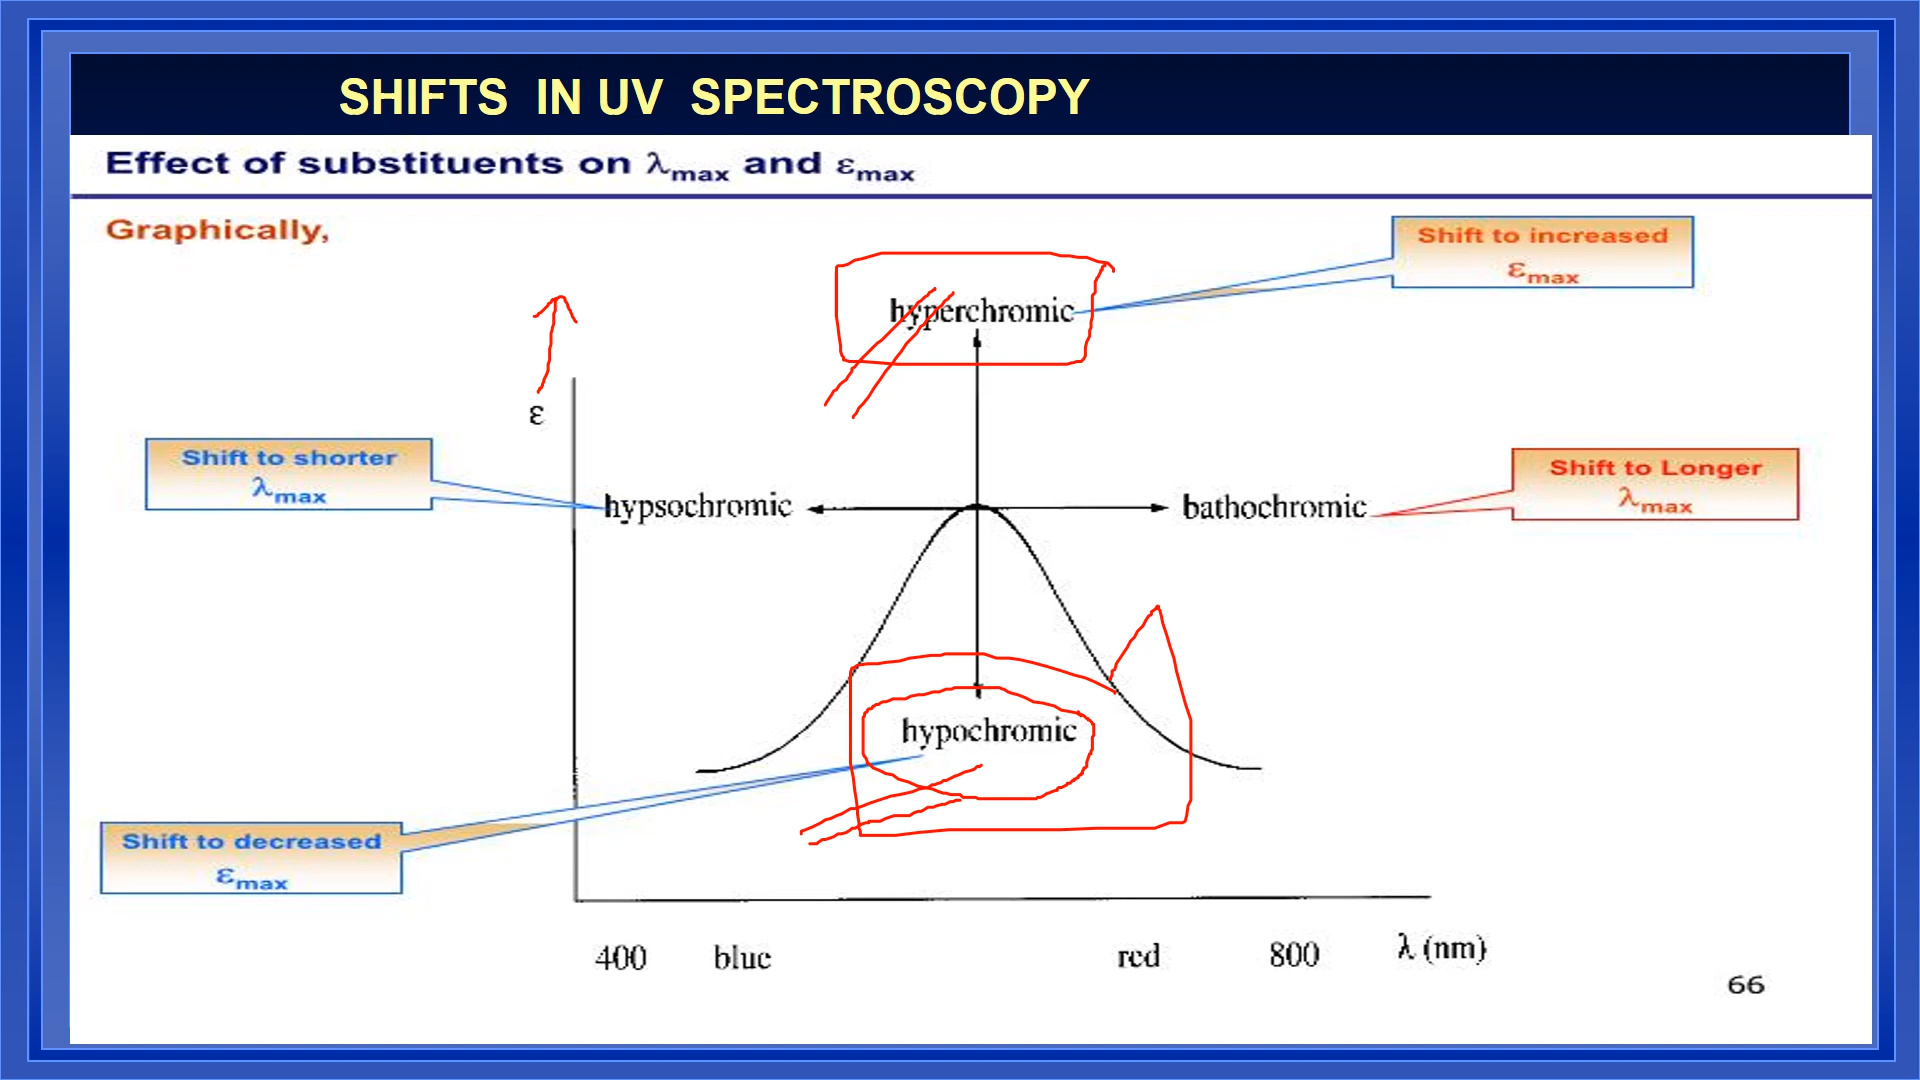 SHIFTS IN UV SPECTROSCOPY
Effect of substituents on λmax and εmax
Graphically,
Shift to increased
εmax
hyperchromic
ε
Shift to shorter
λmax
hypsochromic
bathochromic
Shift to Longer
λmax
hypochromic
Shift to decreased
εmax
400 blue red 800 λ (nm)
66